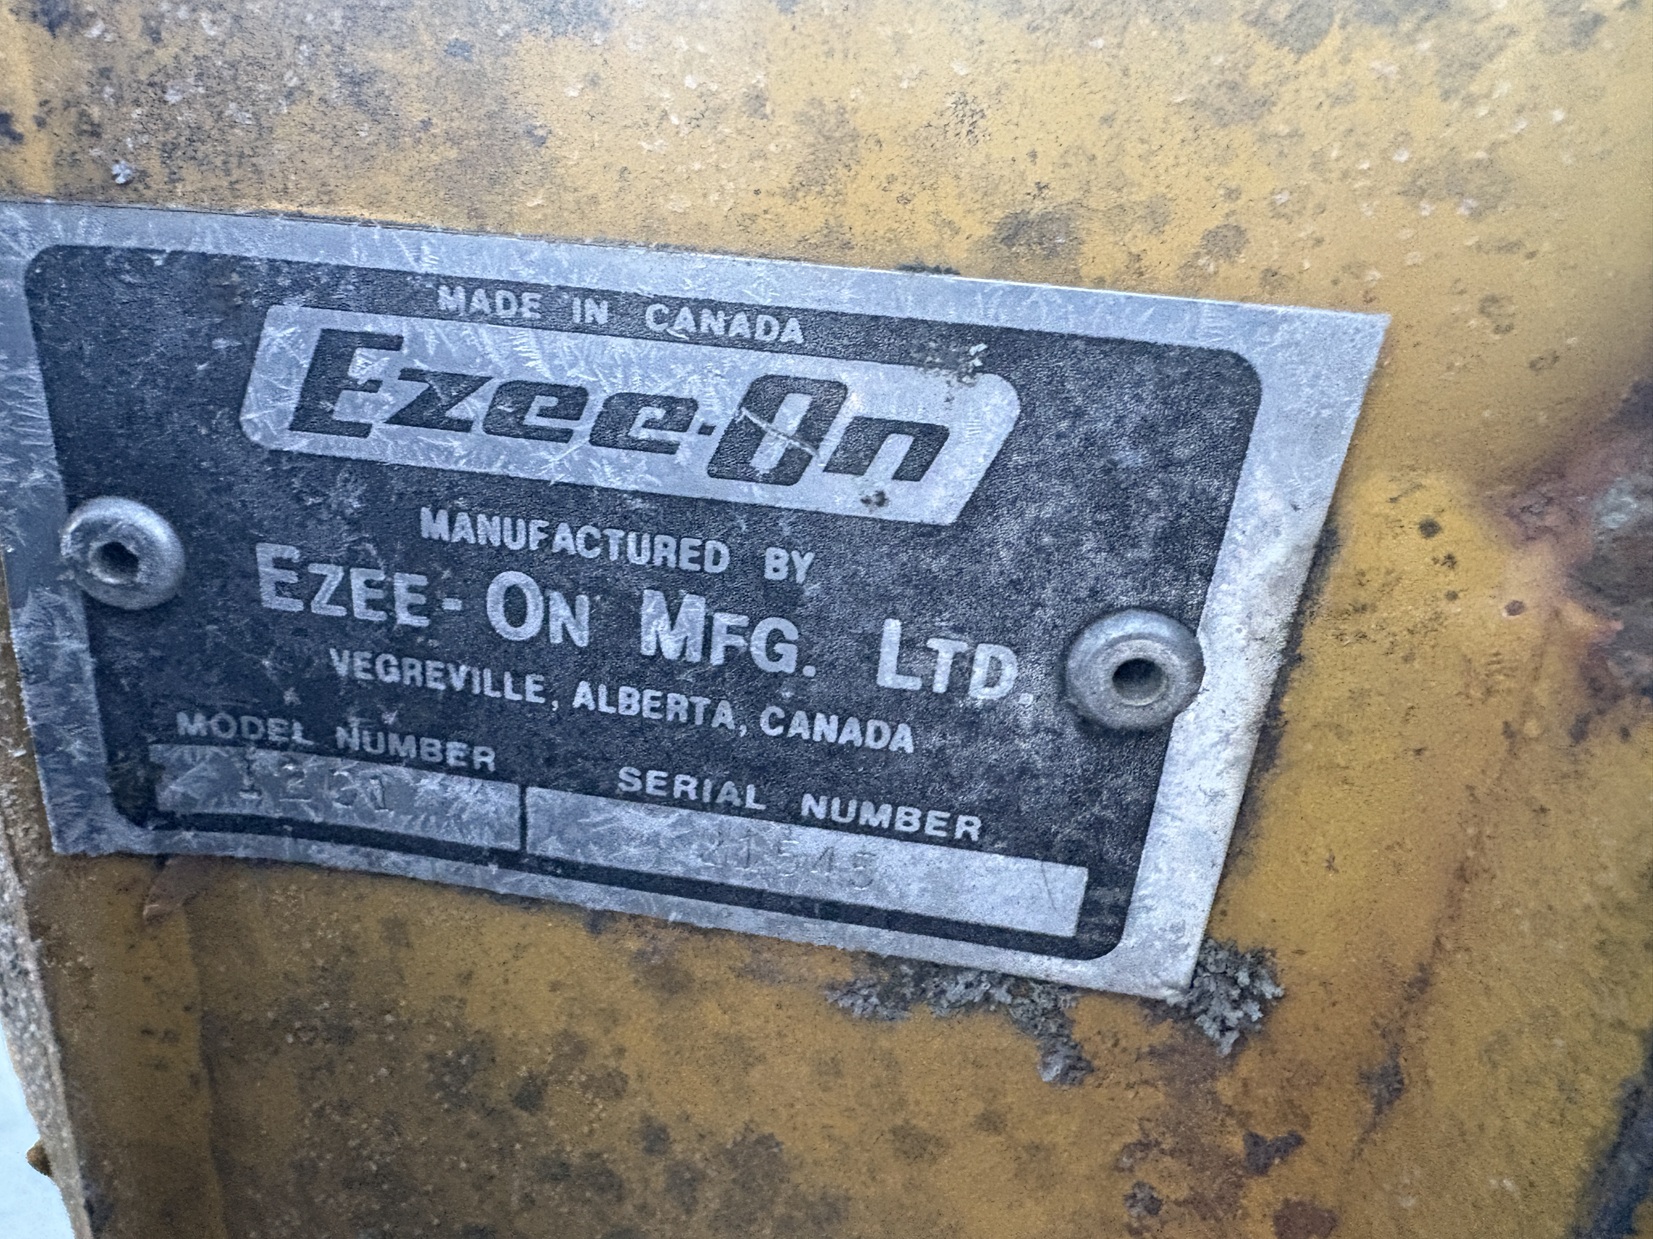 MADE IN CANADA
Ezee-On
MANUFACTURED BY
EZEE-ON MFG. LTD.
VEGREVILLE, ALBERTA, CANADA
MODEL NUMBER
SERIAL NUMBER